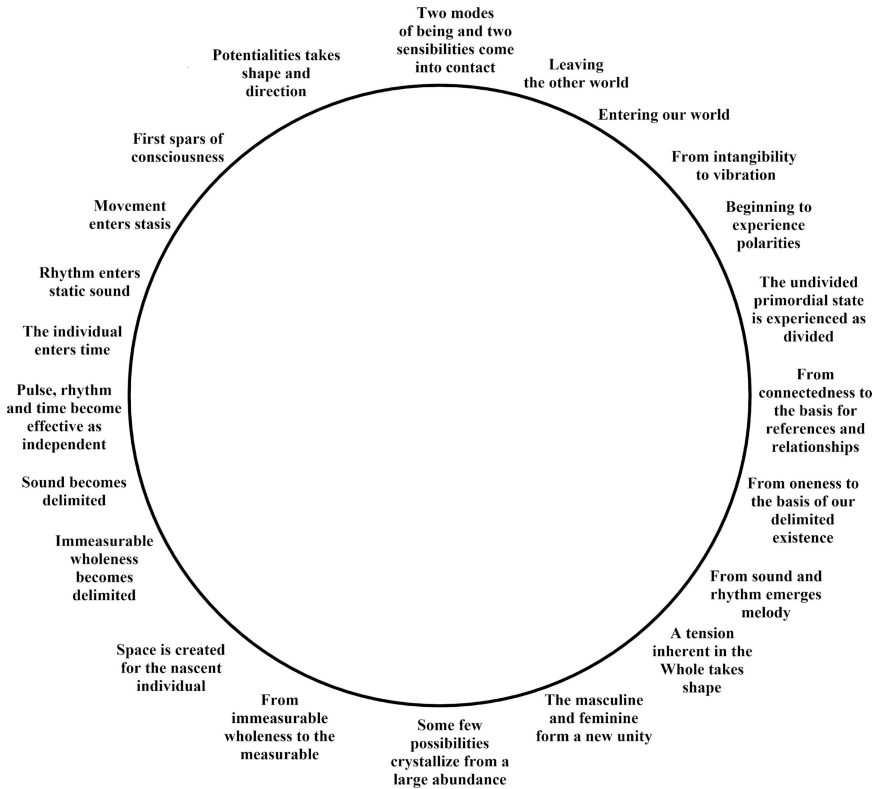 Two modes
of being and two
sensibilities come
into contact
Leaving
the other world
Entering our world
From intangibility
to vibration
Beginning to
experience
polarities
The undivided
primordial state
is experienced as
divided
From
connectedness to
the basis for
references and
relationships
From oneness to
the basis of our
delimited
existence
From sound and
rhythm emerges
melody
A tension
inherent in the
Whole takes
shape
The masculine
and feminine
form a new unity
Some few
possibilities
crystallize from a
large abundance
From
immeasurable
wholeness to the
measurable
Space is created
for the nascent
individual
Immeasurable
wholeness
becomes
delimited
Sound becomes
delimited
Pulse, rhythm
and time become
effective as
independent
The individual
enters time
Rhythm enters
static sound
Movement
enters stasis
First spars of
consciousness
Potentialities takes
shape and
direction